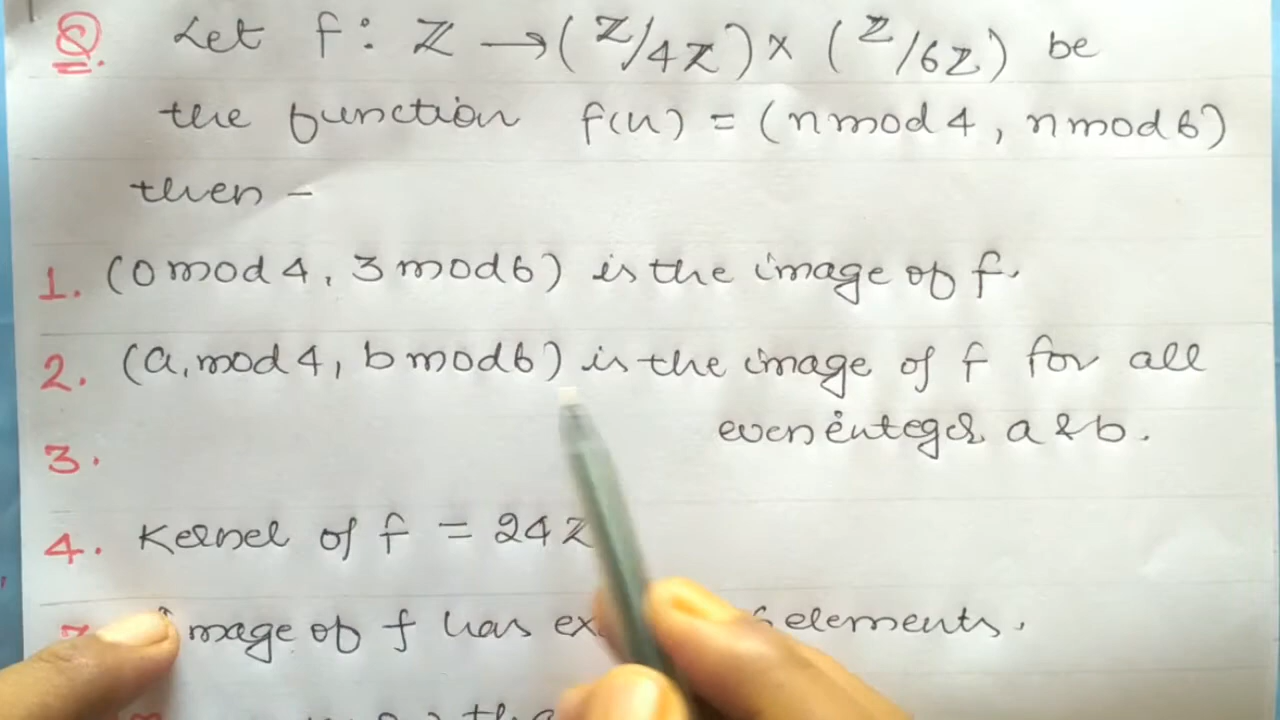 Q. Let f: Z → (Z/4Z) × (Z/6Z) be
the function f(n) = (n mod 4, n mod 6)
then –
1. (0 mod 4, 3 mod 6) is the image of f.
2. (a, mod 4, b mod 6) is the image of f for all
even integer a & b.
3.
4. Kernel of f = 24Z
Image of f has elements.